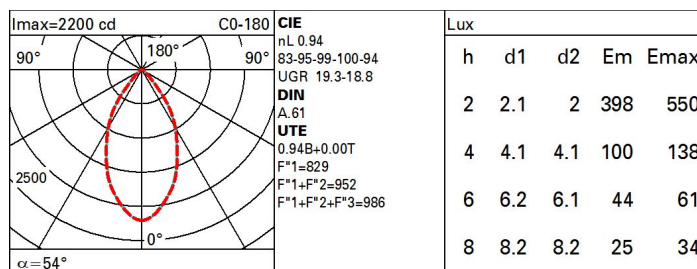 Imax=2200 cd C0-180
90° 180° 90°
2500
0°
α=54°
CIE
nL 0.94
83-95-99-100-94
UGR 19.3-18.8
DIN
A.61
UTE
0.94B+0.00T
F"1=829
F"1+F"2=952
F"1+F"2+F"3=986
Lux
h d1 d2 Em Emax
2 2.1 2 398 550
4 4.1 4.1 100 138
6 6.2 6.1 44 61
8 8.2 8.2 25 34